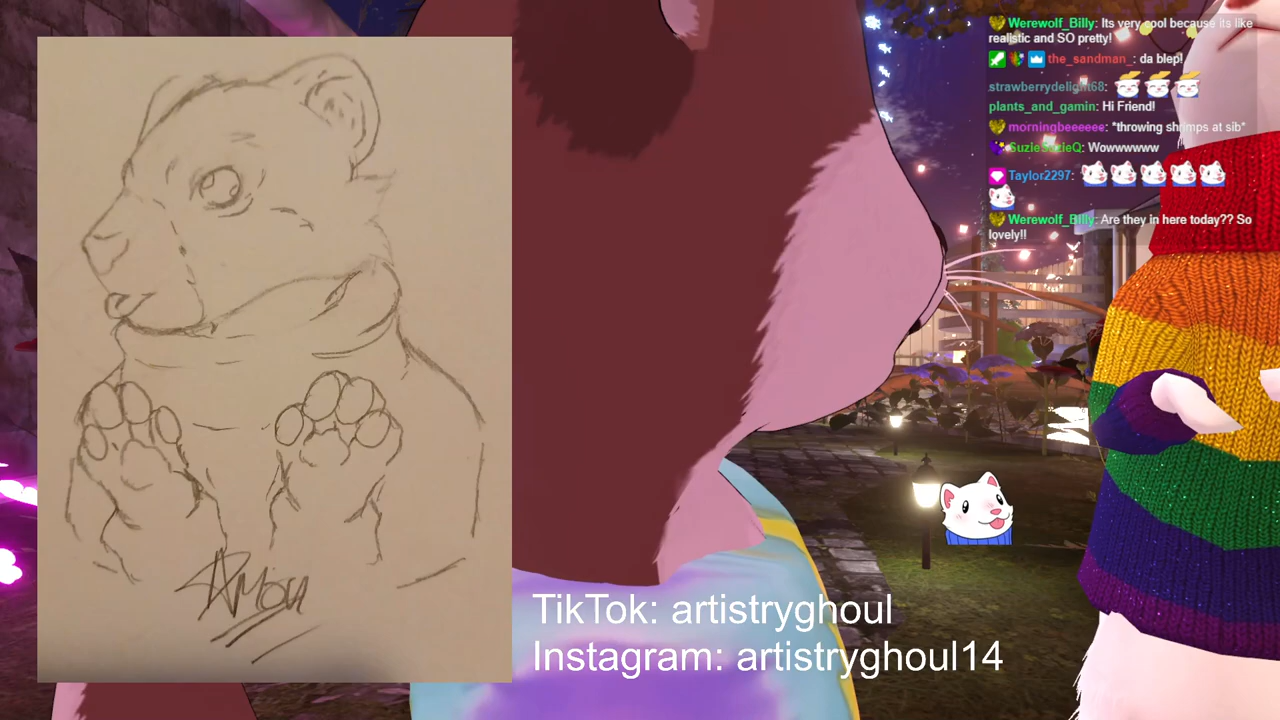 Werewolf_Billy: Its very cool because its like
realistic and SO pretty!
the_sandman_: da blep!
strawberrydelight68:
plants_and_gamin: Hi Friend!
morningbeeeeee: *throwing shrimps at sib*
SuzieSuzieQ: Wowwwwww
Taylor2297:
Werewolf_Billy: Are they in here today?? So
lovely!!
TikTok: artistryghoul
Instagram: artistryghoul14